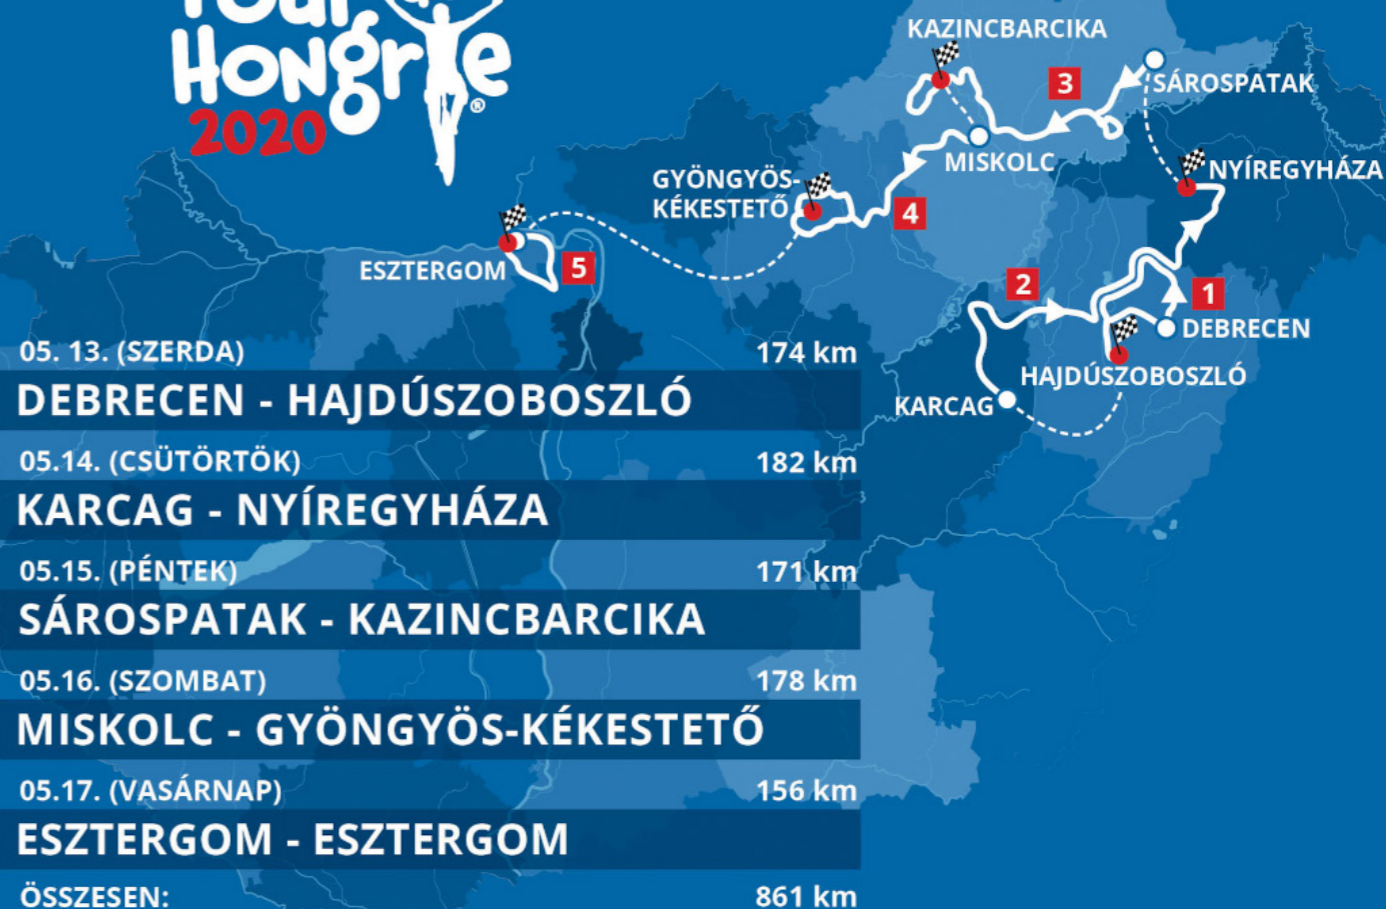 Tour
HONGRIE
®
2020
KAZINCBARCIKA
3
SÁROSPATAK
MISKOLC
NYÍREGYHÁZA
GYÖNGYÖS-
KÉKESTETŐ
4
ESZTERGOM
5
2
1
DEBRECEN
HAJDÚSZOBOSZLÓ
KARCAG
05. 13. (SZERDA) 174 km
DEBRECEN - HAJDÚSZOBOSZLÓ
05.14. (CSÜTÖRTÖK) 182 km
KARCAG - NYÍREGYHÁZA
05.15. (PÉNTEK) 171 km
SÁROSPATAK - KAZINCBARCIKA
05.16. (SZOMBAT) 178 km
MISKOLC - GYÖNGYÖS-KÉKESTETŐ
05.17. (VASÁRNAP) 156 km
ESZTERGOM - ESZTERGOM
ÖSSZESEN: 861 km